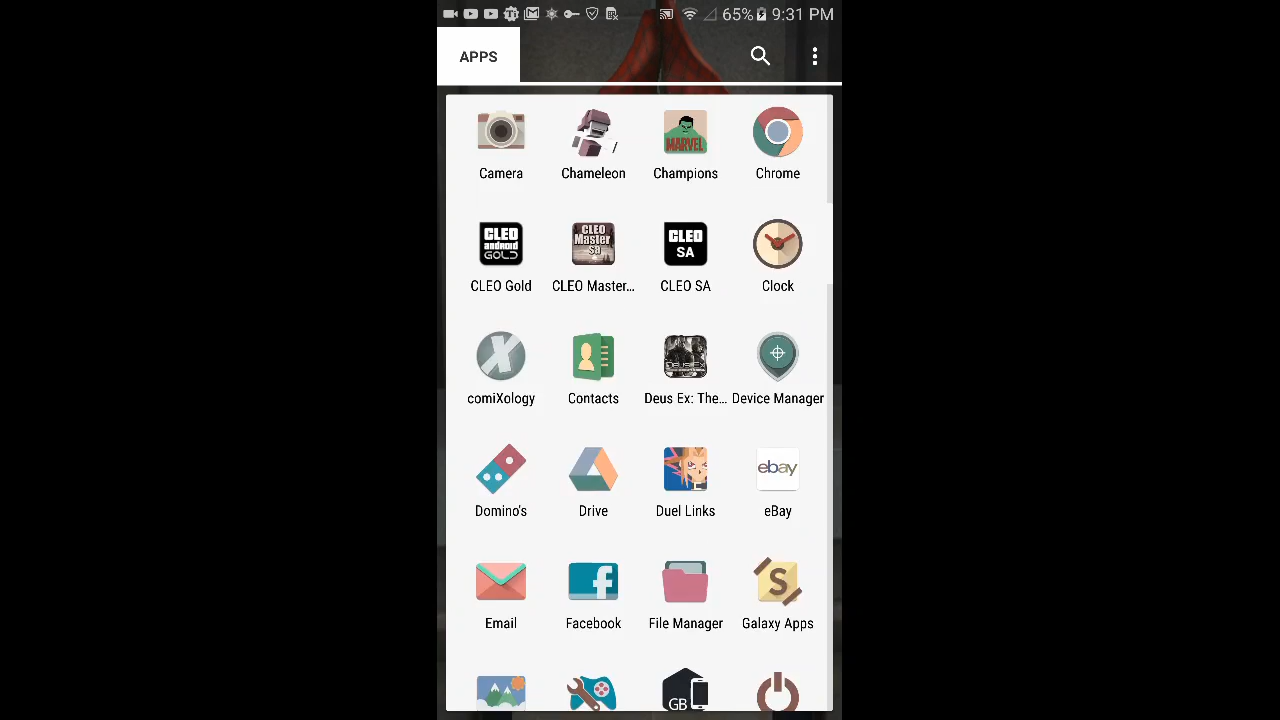 65% 9:31 PM
APPS
MARVEL
Camera Chameleon Champions Chrome
CLEO android GOLD
CLEO Master SA
CLEO SA
CLEO Gold CLEO Master... CLEO SA Clock
DeusEx
comiXology Contacts Deus Ex: The... Device Manager
ebay
Domino's Drive Duel Links eBay
S
Email Facebook File Manager Galaxy Apps
GB